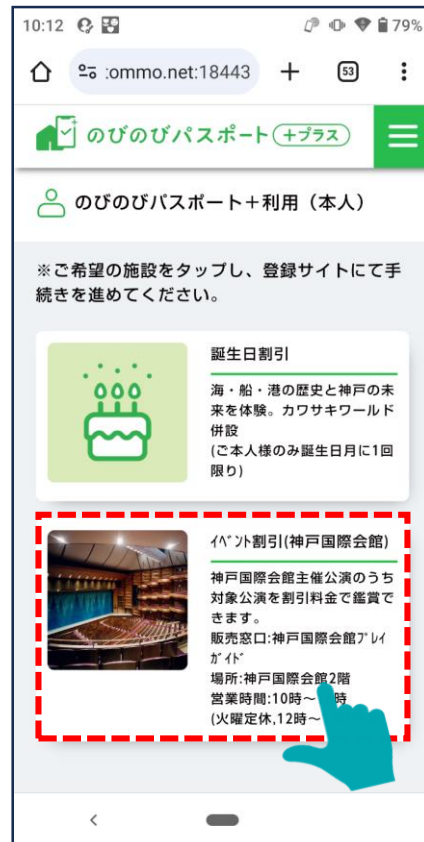 10:12
79%
:ommo.net:18443
53
のびのびパスポート +プラス
のびのびパスポート+利用（本人）
※ご希望の施設をタップし、登録サイトにて手
続きを進めてください。
誕生日割引
海・船・港の歴史と神戸の未
来を体験。カワサキワールド
併設
(ご本人様のみ誕生日月に1回
限り)
ｲﾍﾞﾝﾄ割引(神戸国際会館)
神戸国際会館主催公演のうち
対象公演を割引料金で鑑賞で
きます。
販売窓口:神戸国際会館ﾌﾟﾚｲ
ｶﾞｲﾄﾞ
場所:神戸国際会館2階
営業時間:10時～ 時
(火曜定休,12時～